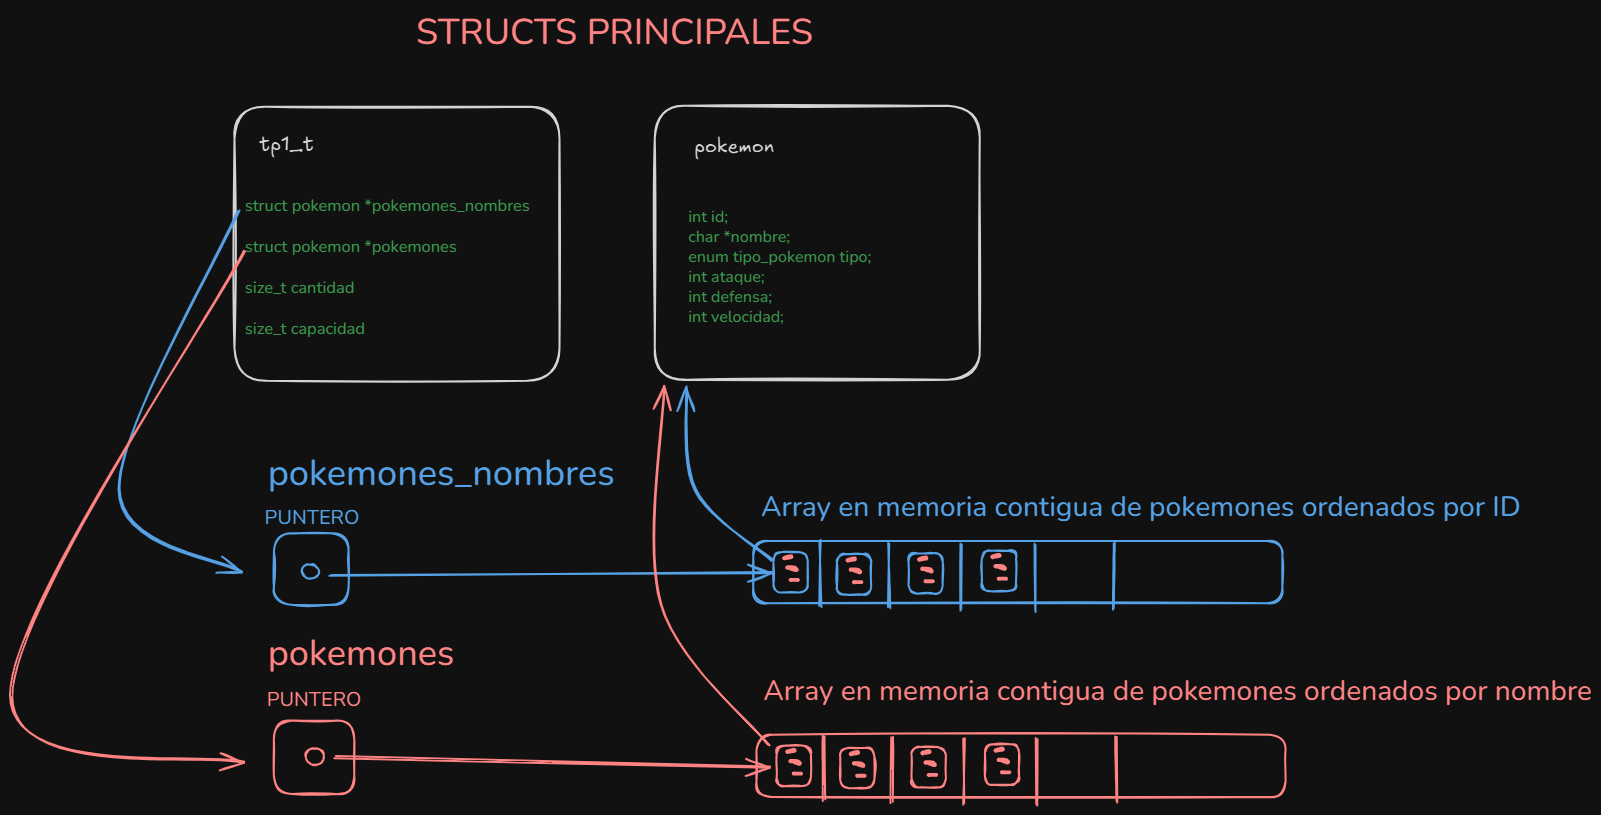 STRUCTS PRINCIPALES
tp1_t
struct pokemon *pokemones_nombres
struct pokemon *pokemones
size_t cantidad
size_t capacidad
pokemon
int id;
char *nombre;
enum tipo_pokemon tipo;
int ataque;
int defensa;
int velocidad;
pokemones_nombres
PUNTERO
Array en memoria contigua de pokemones ordenados por ID
pokemones
PUNTERO
Array en memoria contigua de pokemones ordenados por nombre